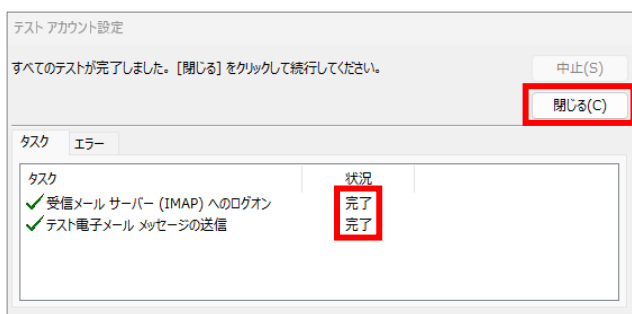 テスト アカウント設定
すべてのテストが完了しました。[閉じる] をクリックして続行してください。
中止(S)
閉じる(C)
タスク エラー
タスク 状況
受信メール サーバー (IMAP) へのログオン 完了
テスト電子メール メッセージの送信 完了